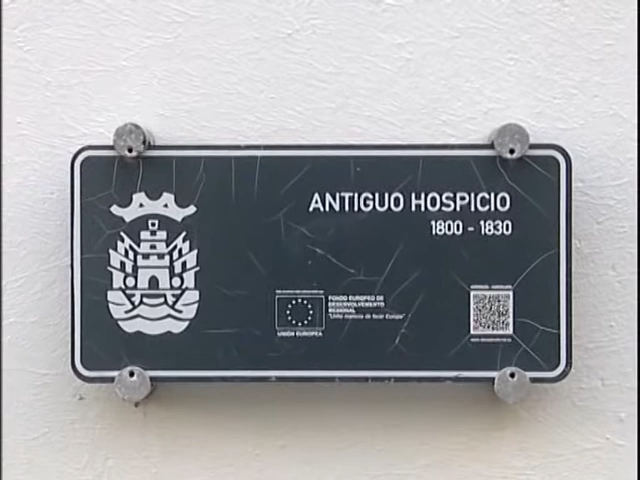 ANTIGUO HOSPICIO
1800 - 1830
FONDO EUROPEO DE
DESENVOLVEMENTO
REGIONAL
"Unha maneira de facer Europa"
UNIÓN EUROPEA